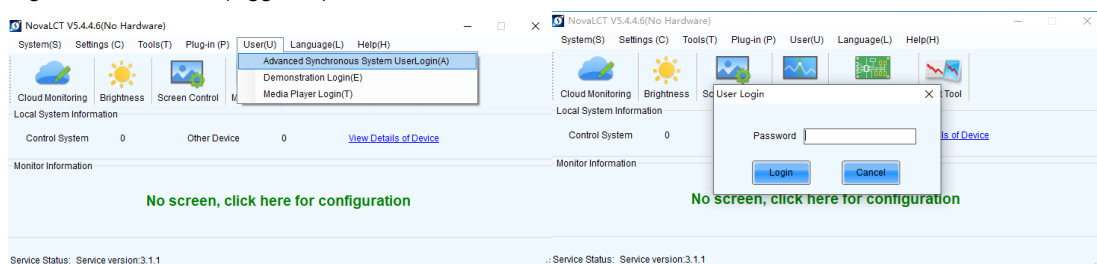 NovaLCT V5.4.4.6(No Hardware)
System(S) Settings (C) Tools(T) Plug-in (P) User(U) Language(L) Help(H)
Advanced Synchronous System UserLogin(A)
Demonstration Login(E)
Media Player Login(T)
Cloud Monitoring Brightness Screen Control M
Local System Information
Control System 0 Other Device 0 View Details of Device
Monitor Information
No screen, click here for configuration
Service Status: Service version:3.1.1
NovaLCT V5.4.4.6(No Hardware)
System(S) Settings (C) Tools(T) Plug-in (P) User(U) Language(L) Help(H)
Cloud Monitoring Brightness Sc Tool
User Login
Local System Information
Control System 0 ls of Device
Password
Monitor Information
Login Cancel
No screen, click here for configuration
Service Status: Service version:3.1.1